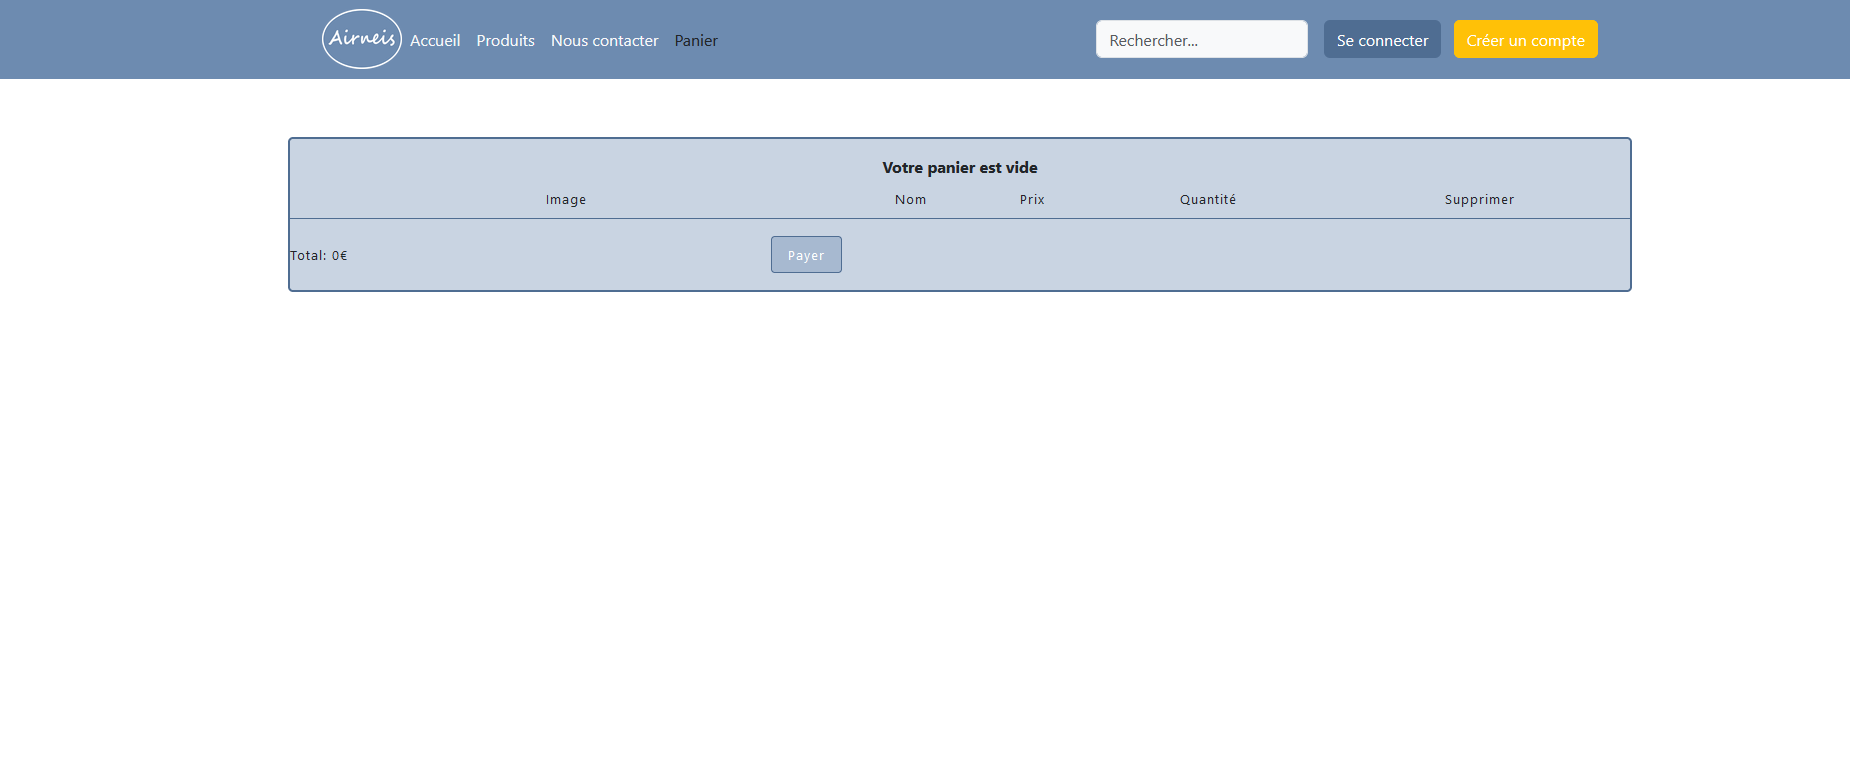 Airneis Accueil Produits Nous contacter Panier Rechercher... Se connecter Créer un compte
Votre panier est vide
Image Nom Prix Quantité Supprimer
Total: 0€ Payer